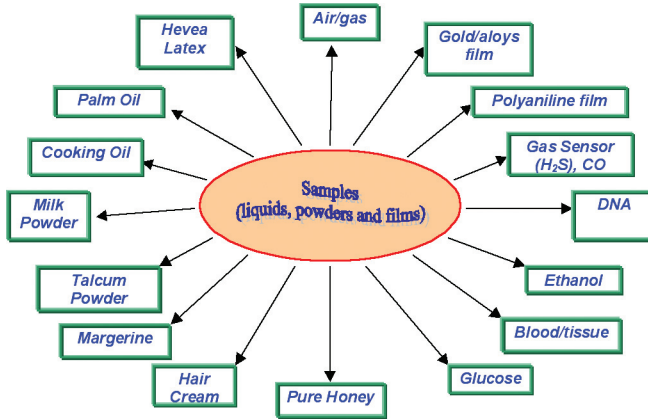 Air/gas
Hevea
Latex
Gold/aloys
film
Palm Oil
Polyaniline film
Cooking Oil
Gas Sensor
(H₂S), CO
Samples
(liquids, powders and films)
Milk
Powder
DNA
Talcum
Powder
Ethanol
Margerine
Blood/tissue
Hair
Cream
Pure Honey
Glucose